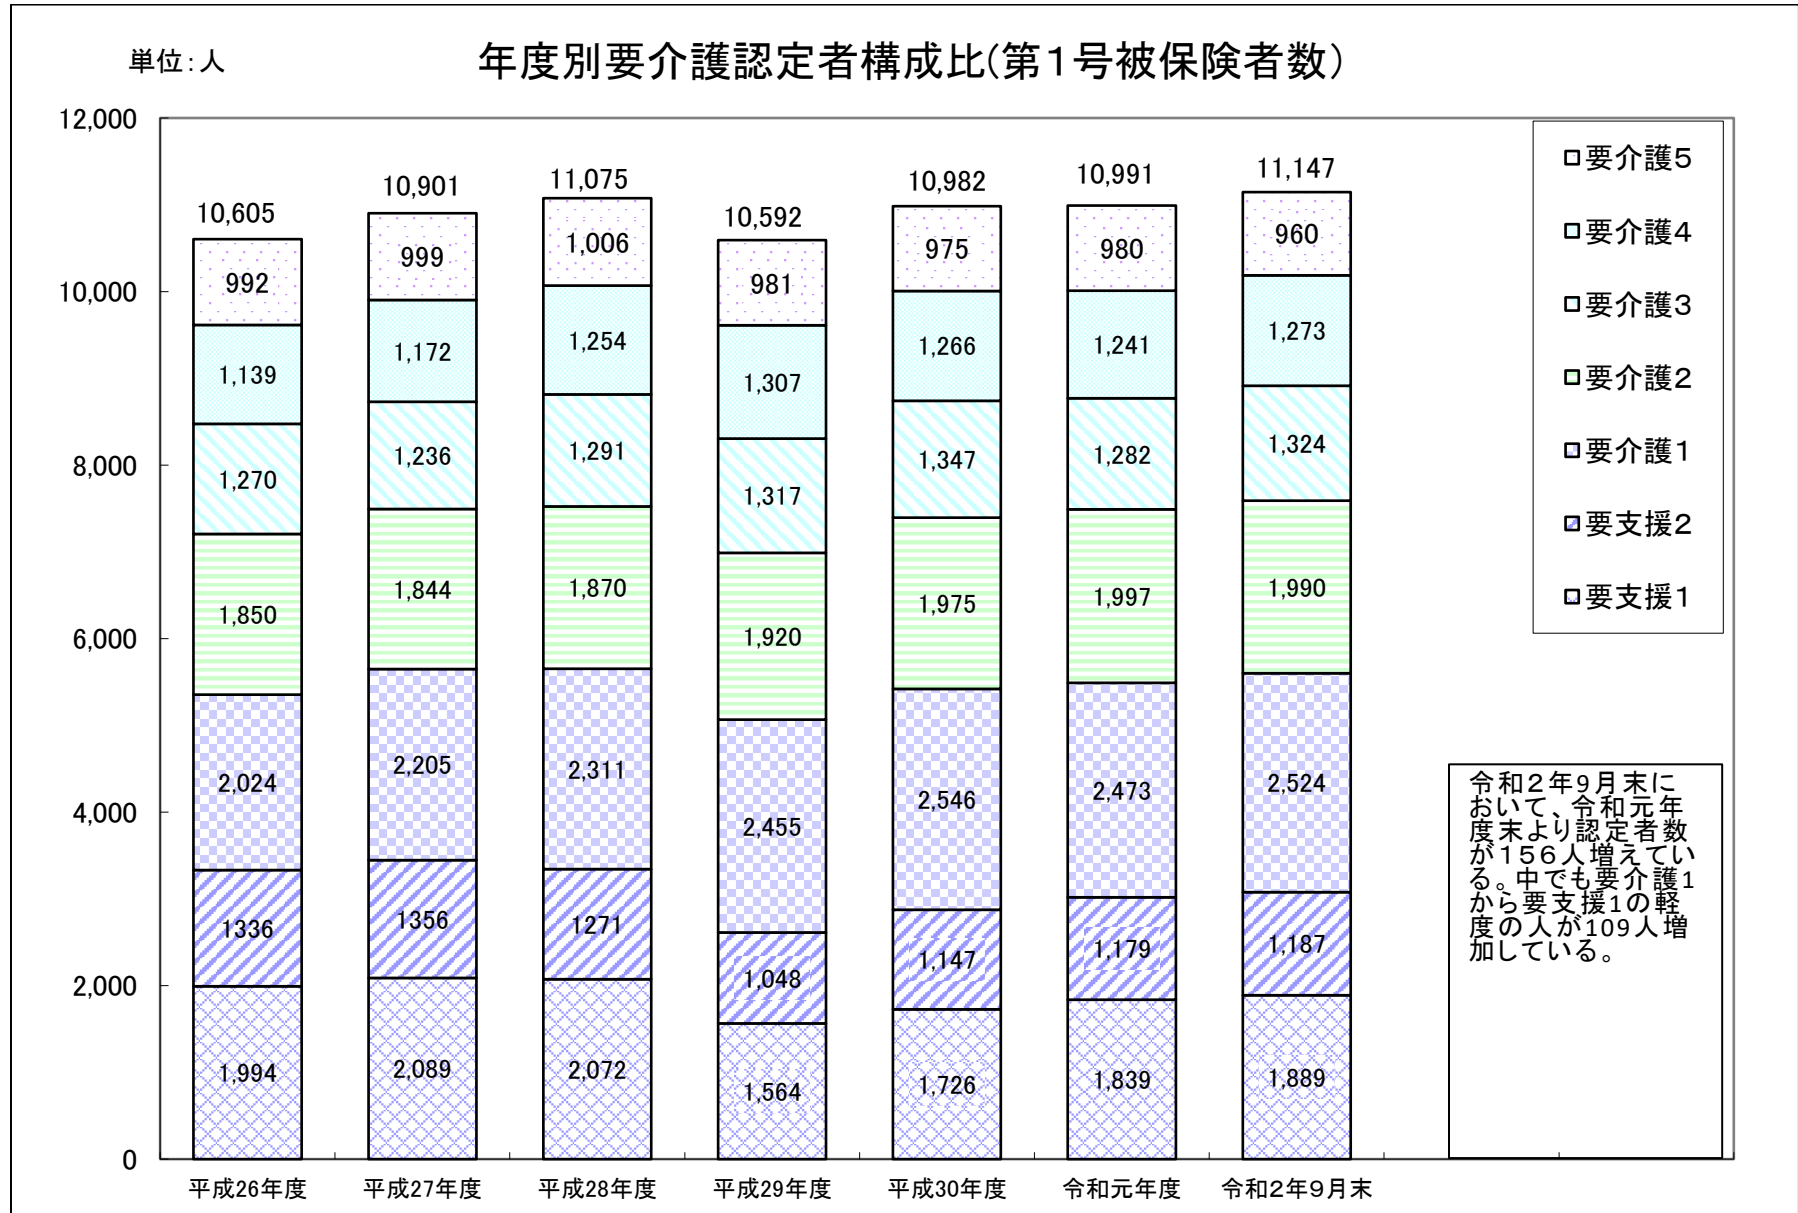 単位：人
年度別要介護認定者構成比(第１号被保険者数）
12,000
10,000
8,000
6,000
4,000
2,000
0
10,605
10,901
11,075
10,592
10,982
10,991
11,147
992
999
1,006
981
975
980
960
1,139
1,172
1,254
1,307
1,266
1,241
1,273
1,270
1,236
1,291
1,317
1,347
1,282
1,324
1,850
1,844
1,870
1,920
1,975
1,997
1,990
2,024
2,205
2,311
2,455
2,546
2,473
2,524
1336
1356
1271
1,048
1,147
1,179
1,187
1,994
2,089
2,072
1,564
1,726
1,839
1,889
平成26年度
平成27年度
平成28年度
平成29年度
平成30年度
令和元年度
令和２年９月末
要介護５
要介護４
要介護３
要介護２
要介護１
要支援２
要支援１
令和２年9月末に
おいて、令和元年
度末より認定者数
が１５６人増えてい
る。中でも要介護1
から要支援1の軽
度の人が109人増
加している。